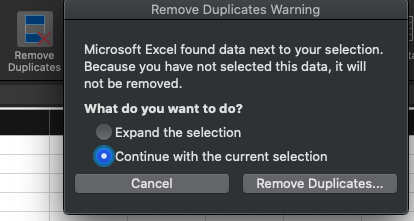 Remove Duplicates Warning
Remove
Duplicates
Microsoft Excel found data next to your selection.
Because you have not selected this data, it will
not be removed.
What do you want to do?
Expand the selection
Continue with the current selection
Cancel
Remove Duplicates...